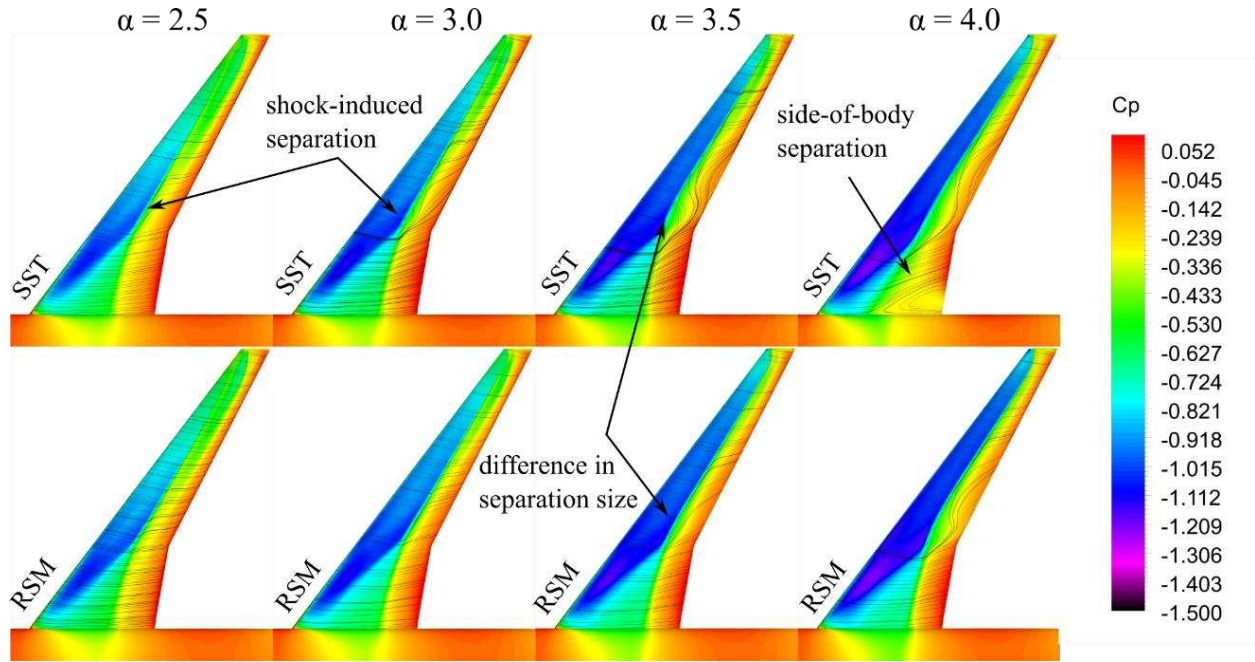 α = 2.5
α = 3.0
α = 3.5
α = 4.0
shock-induced
separation
side-of-body
separation
SST
SST
SST
SST
difference in
separation size
RSM
RSM
RSM
RSM
Cp
0.052
-0.045
-0.142
-0.239
-0.336
-0.433
-0.530
-0.627
-0.724
-0.821
-0.918
-1.015
-1.112
-1.209
-1.306
-1.403
-1.500